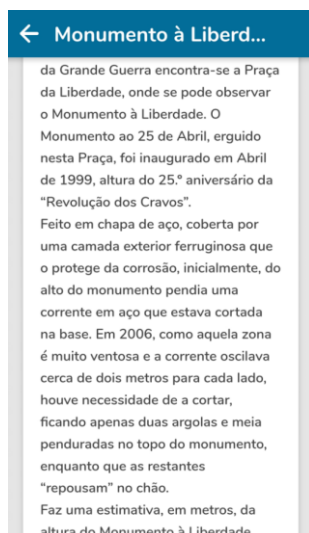 ← Monumento à Liberd...
da Grande Guerra encontra-se a Praça
da Liberdade, onde se pode observar
o Monumento à Liberdade. O
Monumento ao 25 de Abril, erguido
nesta Praça, foi inaugurado em Abril
de 1999, altura do 25.º aniversário da
“Revolução dos Cravos”.
Feito em chapa de aço, coberta por
uma camada exterior ferruginosa que
o protege da corrosão, inicialmente, do
alto do monumento pendia uma
corrente em aço que estava cortada
na base. Em 2006, como aquela zona
é muito ventosa e a corrente oscilava
cerca de dois metros para cada lado,
houve necessidade de a cortar,
ficando apenas duas argolas e meia
penduradas no topo do monumento,
enquanto que as restantes
“repousam” no chão.
Faz uma estimativa, em metros, da
altura do Monumento à Liberdade